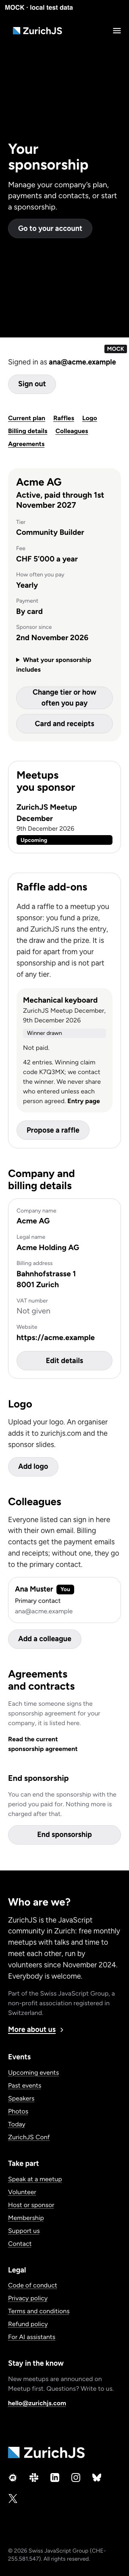 MOCK - local test data
ZurichJS
Your
sponsorship
Manage your company's plan,
payments and contacts, or start
a sponsorship.
Go to your account
MOCK
Signed in as ana@acme.example
Sign out
Current plan Raffles Logo
Billing details Colleagues
Agreements
Acme AG
Active, paid through 1st
November 2027
Tier
Community Builder
Fee
CHF 5'000 a year
How often you pay
Yearly
Payment
By card
Sponsor since
2nd November 2026
What your sponsorship
includes
Change tier or how
often you pay
Card and receipts
Meetups
you sponsor
ZurichJS Meetup
December
9th December 2026
Upcoming
Raffle add-ons
Add a raffle to a meetup you
sponsor: you fund a prize,
and ZurichJS runs the entry,
the draw and the prize. It is
paid for apart from your
sponsorship and is not part
of any tier.
Mechanical keyboard
ZurichJS Meetup December,
9th December 2026
Winner drawn
Not paid.
42 entries. Winning claim
code K7Q3MX; we contact
the winner. We never share
who entered unless each
person agreed. Entry page
Propose a raffle
Company and
billing details
Company name
Acme AG
Legal name
Acme Holding AG
Billing address
Bahnhofstrasse 1
8001 Zurich
VAT number
Not given
Website
https://acme.example
Edit details
Logo
Upload your logo. An organiser
adds it to zurichjs.com and the
sponsor slides.
Add logo
Colleagues
Everyone listed can sign in here
with their own email. Billing
contacts get the payment emails
and receipts; without one, they go
to the primary contact.
Ana Muster You
Primary contact
ana@acme.example
Add a colleague
Agreements
and contracts
Each time someone signs the
sponsorship agreement for your
company, it is listed here.
Read the current
sponsorship agreement
End sponsorship
You can end the sponsorship with the
period you paid for. Nothing more is
charged after that.
End sponsorship
Who are we?
ZurichJS is the JavaScript
community in Zurich: free monthly
meetups with talks and time to
meet each other, run by
volunteers since November 2024.
Everybody is welcome.
Part of the Swiss JavaScript Group, a
non-profit association registered in
Switzerland.
More about us
Events
Upcoming events
Past events
Speakers
Photos
Today
ZurichJS Conf
Take part
Speak at a meetup
Volunteer
Host or sponsor
Membership
Support us
Contact
Legal
Code of conduct
Privacy policy
Terms and conditions
Refund policy
For AI assistants
Stay in the know
New meetups are announced on
Meetup first. Questions? Write to us.
hello@zurichjs.com
ZurichJS
© 2026 Swiss JavaScript Group (CHE-
255.581.547). All rights reserved.